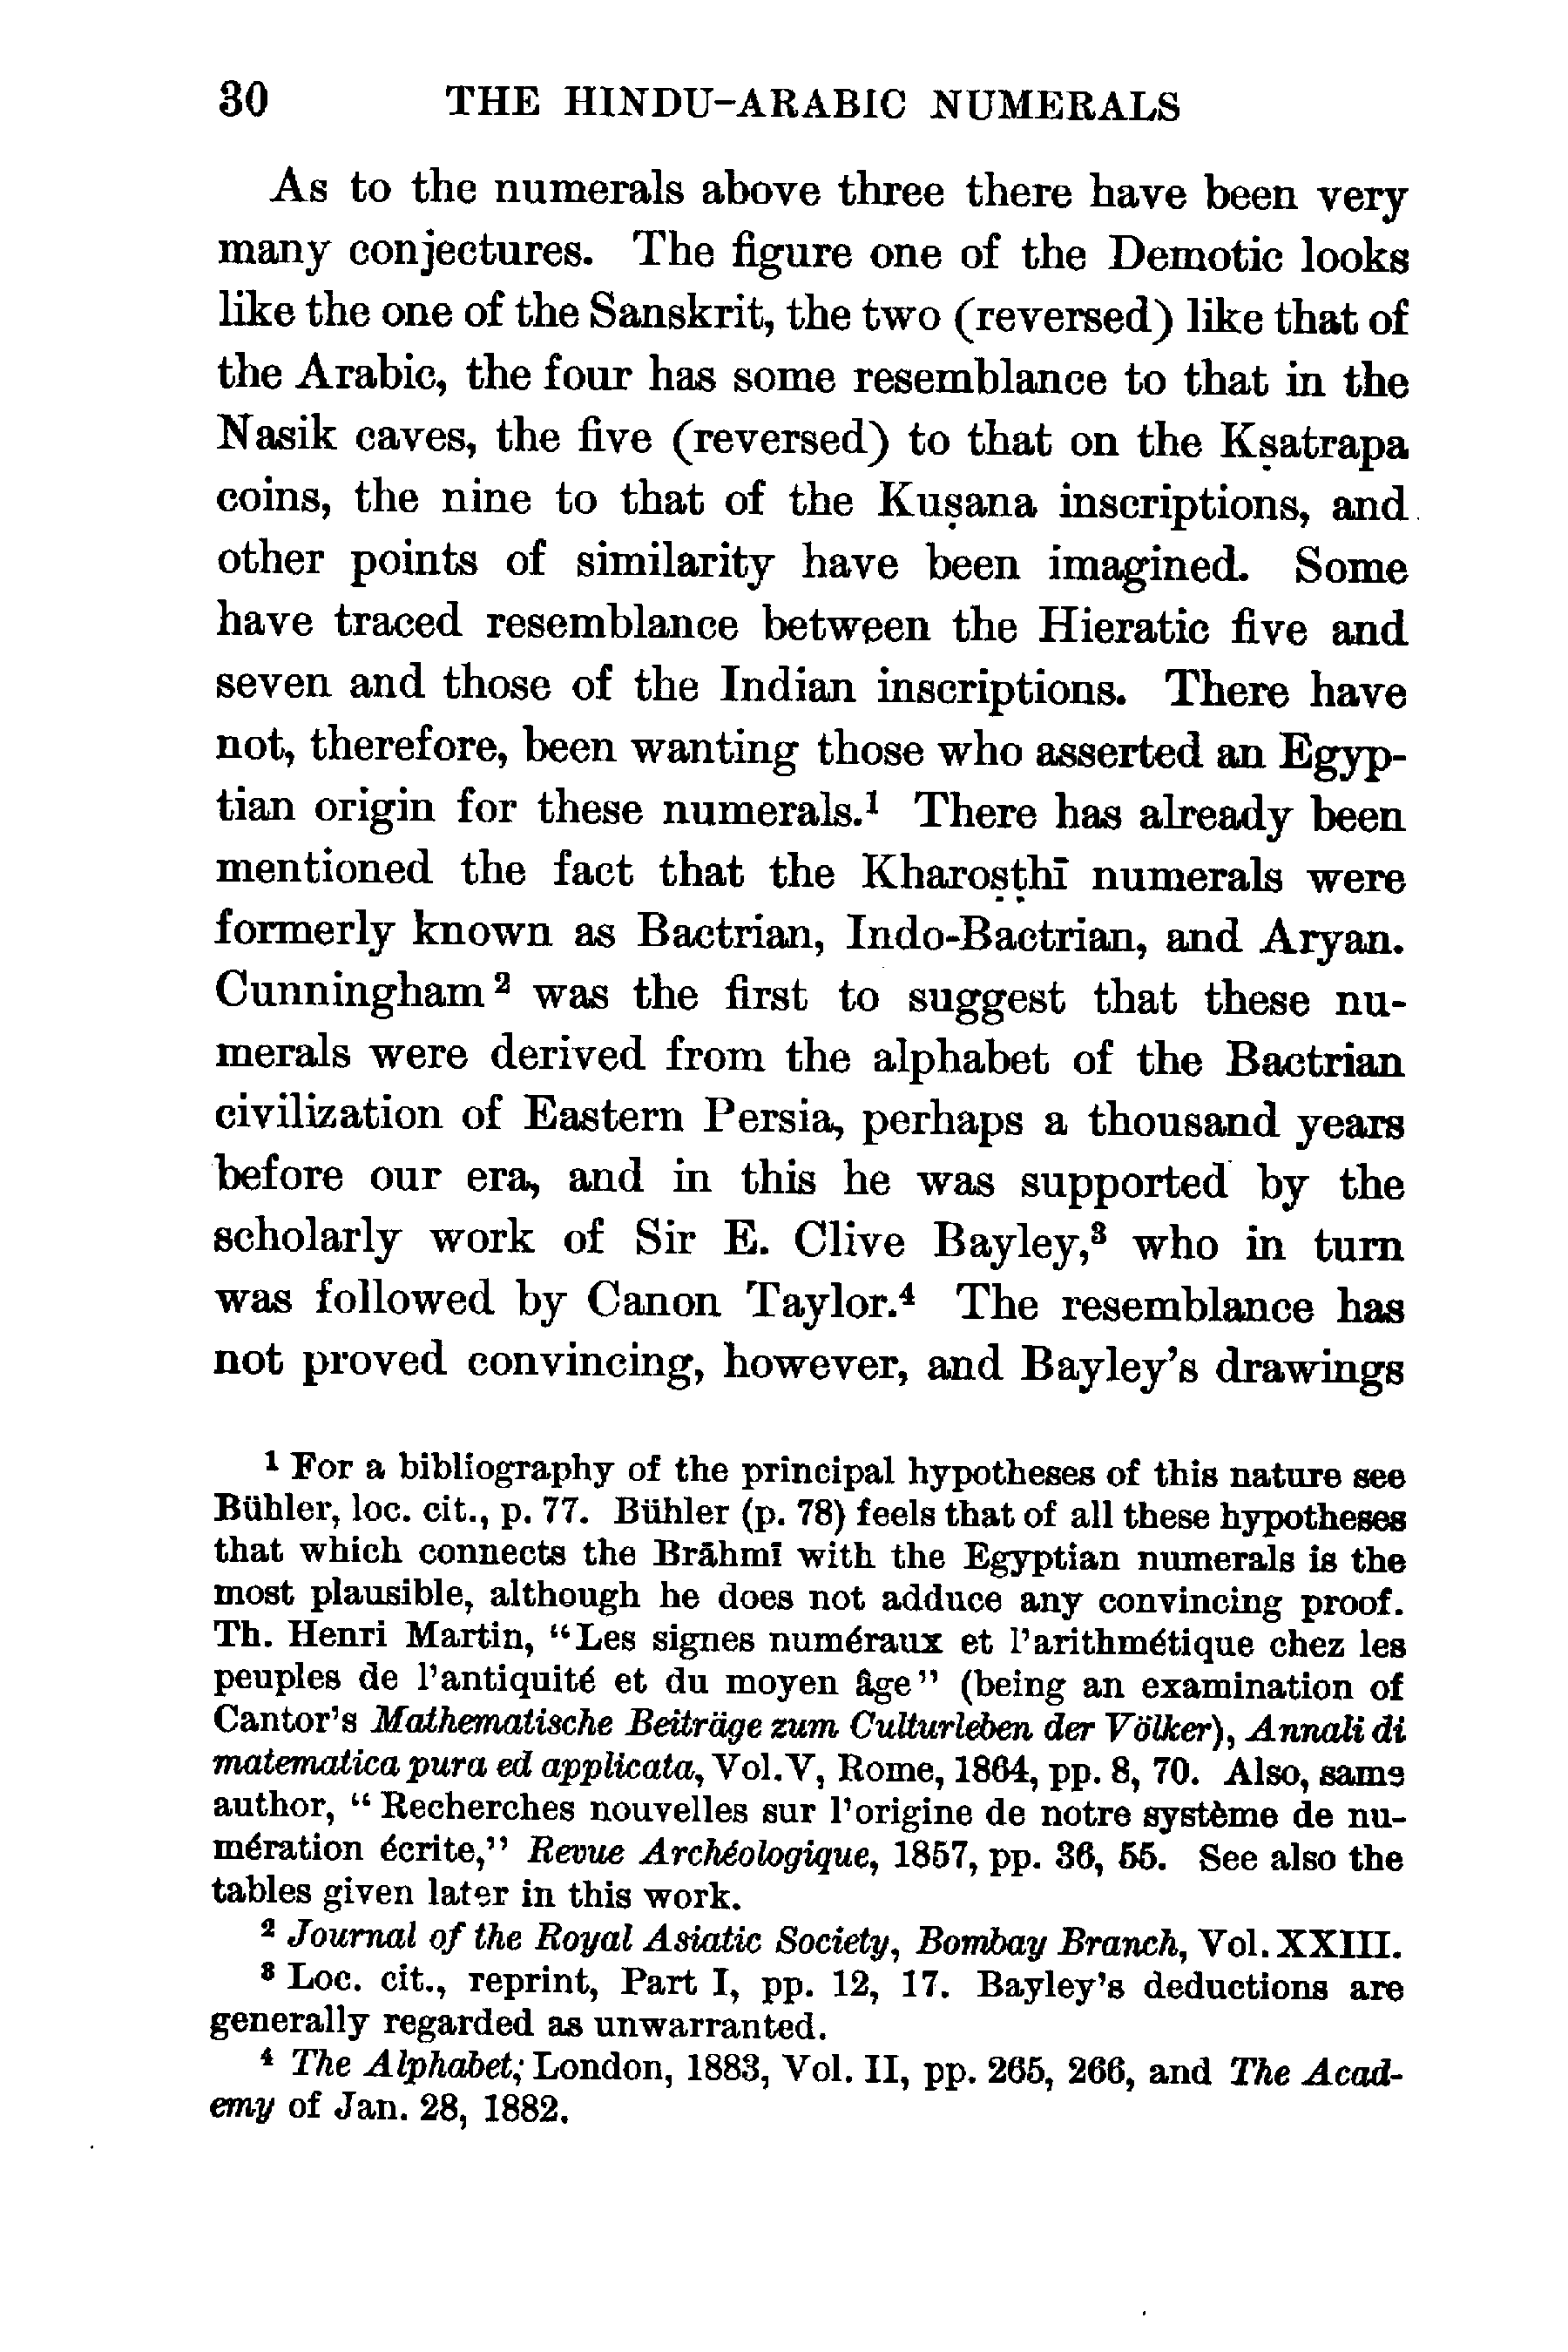 30 THE HINDU-ARABIC NUMERALS
As to the numerals above three there have been very
many conjectures. The figure one of the Demotic looks
like the one of the Sanskrit, the two (reversed) like that of
the Arabic, the four has some resemblance to that in the
Nasik caves, the five (reversed) to that on the Kṣatrapa
coins, the nine to that of the Kuṣana inscriptions, and
other points of similarity have been imagined. Some
have traced resemblance between the Hieratic five and
seven and those of the Indian inscriptions. There have
not, therefore, been wanting those who asserted an Egyp-
tian origin for these numerals.¹ There has already been
mentioned the fact that the Kharoṣṭhī numerals were
formerly known as Bactrian, Indo-Bactrian, and Aryan.
Cunningham ² was the first to suggest that these nu-
merals were derived from the alphabet of the Bactrian
civilization of Eastern Persia, perhaps a thousand years
before our era, and in this he was supported by the
scholarly work of Sir E. Clive Bayley,³ who in turn
was followed by Canon Taylor.⁴ The resemblance has
not proved convincing, however, and Bayley's drawings
¹ For a bibliography of the principal hypotheses of this nature see
Bühler, loc. cit., p. 77. Bühler (p. 78) feels that of all these hypotheses
that which connects the Brāhmī with the Egyptian numerals is the
most plausible, although he does not adduce any convincing proof.
Th. Henri Martin, "Les signes numéraux et l'arithmétique chez les
peuples de l'antiquité et du moyen âge" (being an examination of
Cantor's Mathematische Beiträge zum Culturleben der Völker), Annali di
matematica pura ed applicata, Vol. V, Rome, 1864, pp. 8, 70. Also, same
author, "Recherches nouvelles sur l'origine de notre système de nu-
mération écrite," Revue Archéologique, 1857, pp. 36, 55. See also the
tables given later in this work.
² Journal of the Royal Asiatic Society, Bombay Branch, Vol. XXIII.
³ Loc. cit., reprint, Part I, pp. 12, 17. Bayley's deductions are
generally regarded as unwarranted.
⁴ The Alphabet; London, 1883, Vol. II, pp. 265, 266, and The Acad-
emy of Jan. 28, 1882.